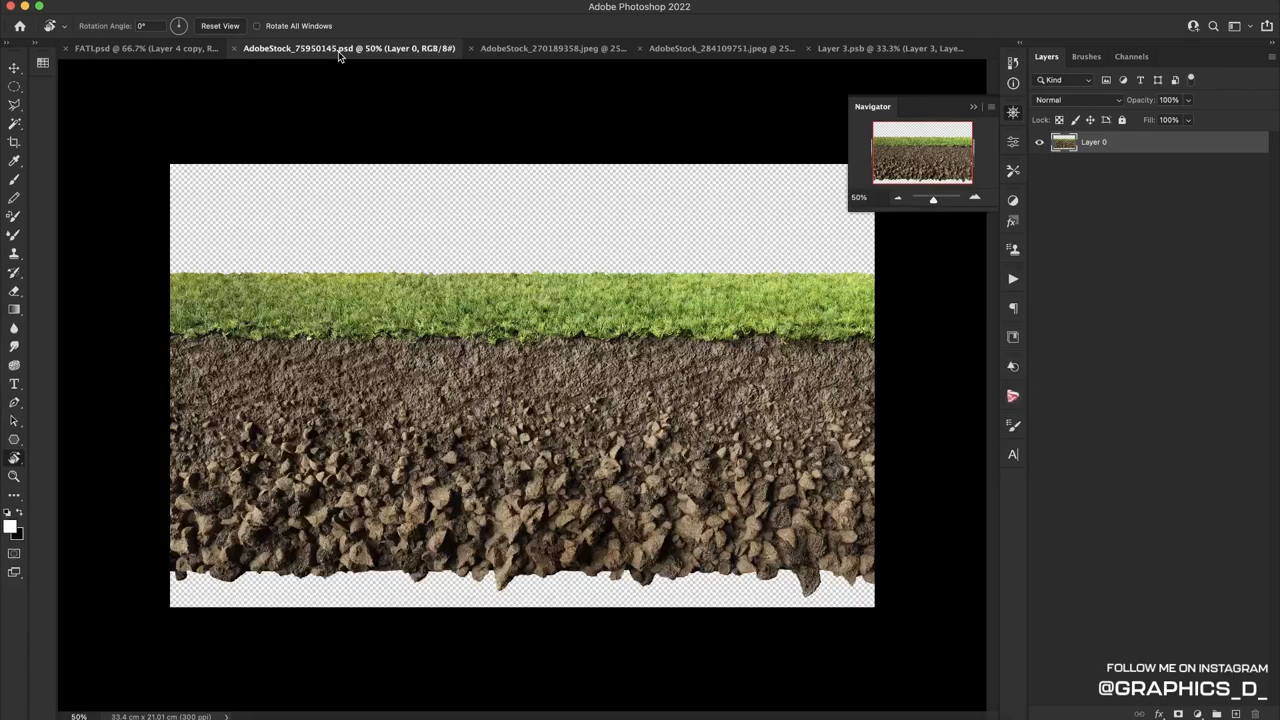 Adobe Photoshop 2022
Rotation Angle: 0° Reset View Rotate All Windows
FATI.psd @ 66.7% (Layer 4 copy, R...
AdobeStock_75950145.psd @ 50% (Layer 0, RGB/8#)
AdobeStock_270189358.jpeg @ 25...
AdobeStock_284109751.jpeg @ 25...
Layer 3.psb @ 33.3% (Layer 3, Laye...
Layers Brushes Channels
Kind
Normal Opacity: 100%
Lock: Fill: 100%
Layer 0
Navigator
50%
FOLLOW ME ON INSTAGRAM
@GRAPHICS_D_
50% 33.4 cm x 21.01 cm (300 ppi)